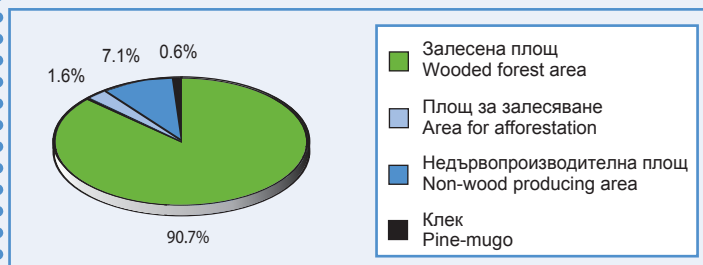 1.6%
7.1%
0.6%
90.7%
Залесена площ
Wooded forest area
Площ за залесяване
Area for afforestation
Недървопроизводителна площ
Non-wood producing area
Клек
Pine-mugo